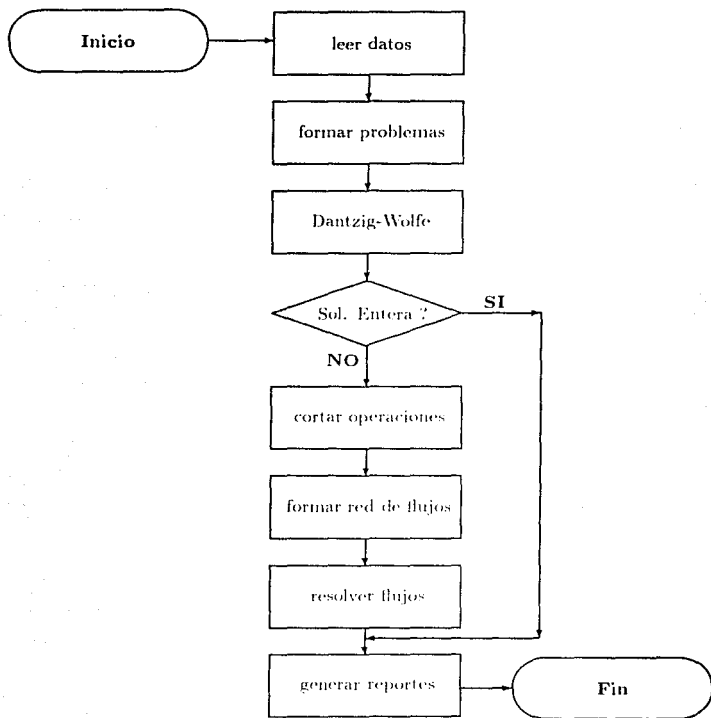 Inicio
leer datos
formar problemas
Dantzig-Wolfe
Sol. Entera ?
SI
NO
cortar operaciones
formar red de flujos
resolver flujos
generar reportes
Fin